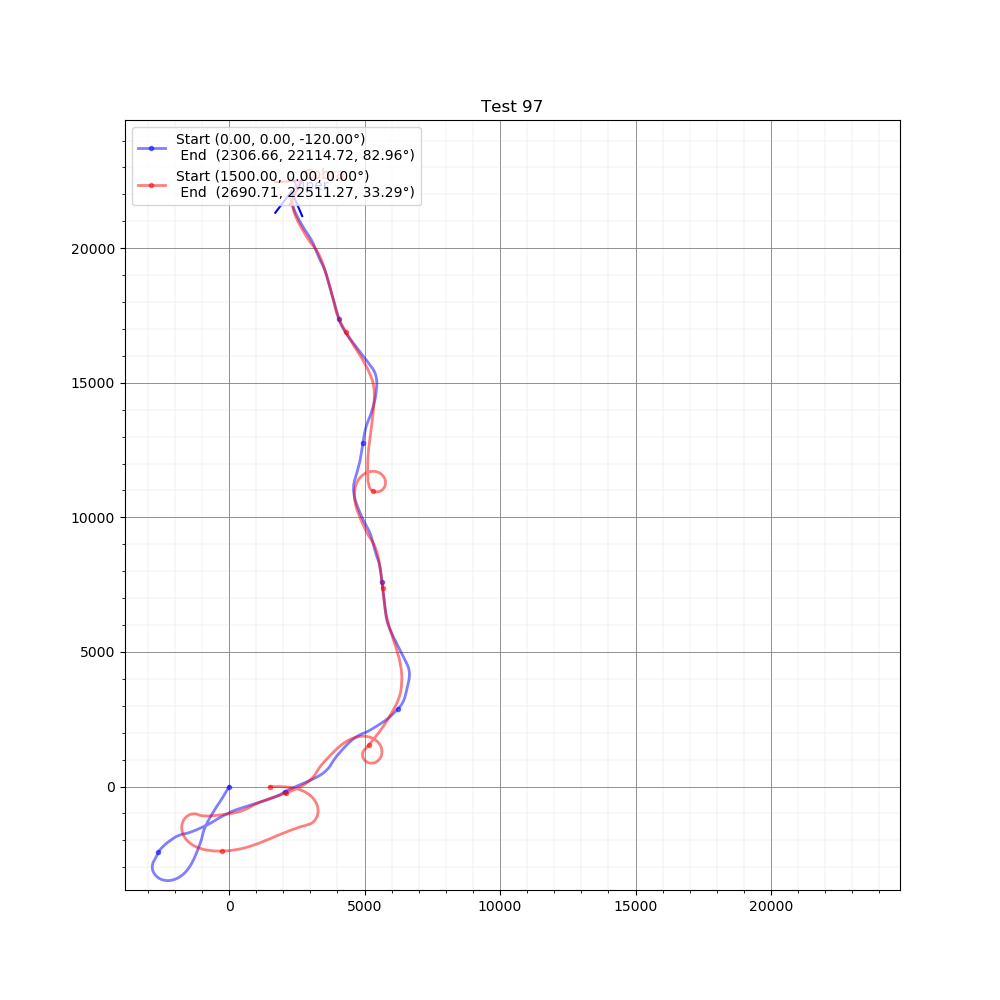 Test 97
Start (0.00, 0.00, -120.00°)
End (2306.66, 22114.72, 82.96°)
Start (1500.00, 0.00, 0.00°)
End (2690.71, 22511.27, 33.29°)
20000
15000
10000
5000
0
0
5000
10000
15000
20000